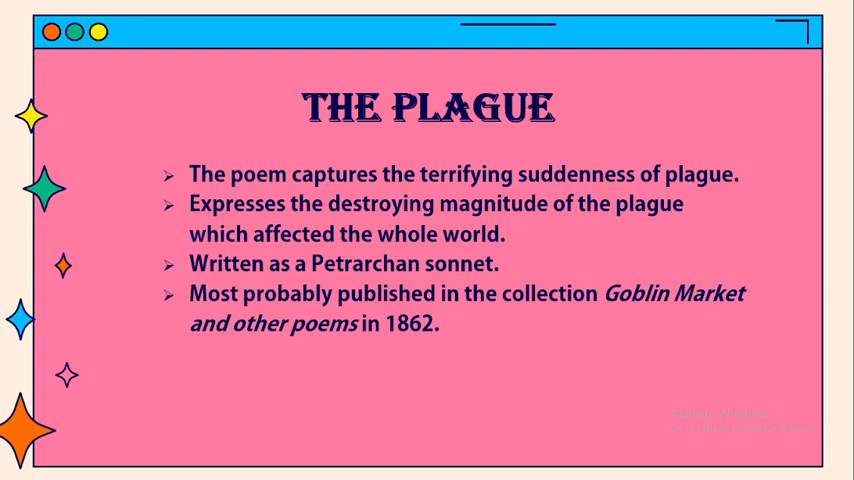 THE PLAGUE
The poem captures the terrifying suddenness of plague.
Expresses the destroying magnitude of the plague
which affected the whole world.
Written as a Petrarchan sonnet.
Most probably published in the collection Goblin Market
and other poems in 1862.
Activate Windows